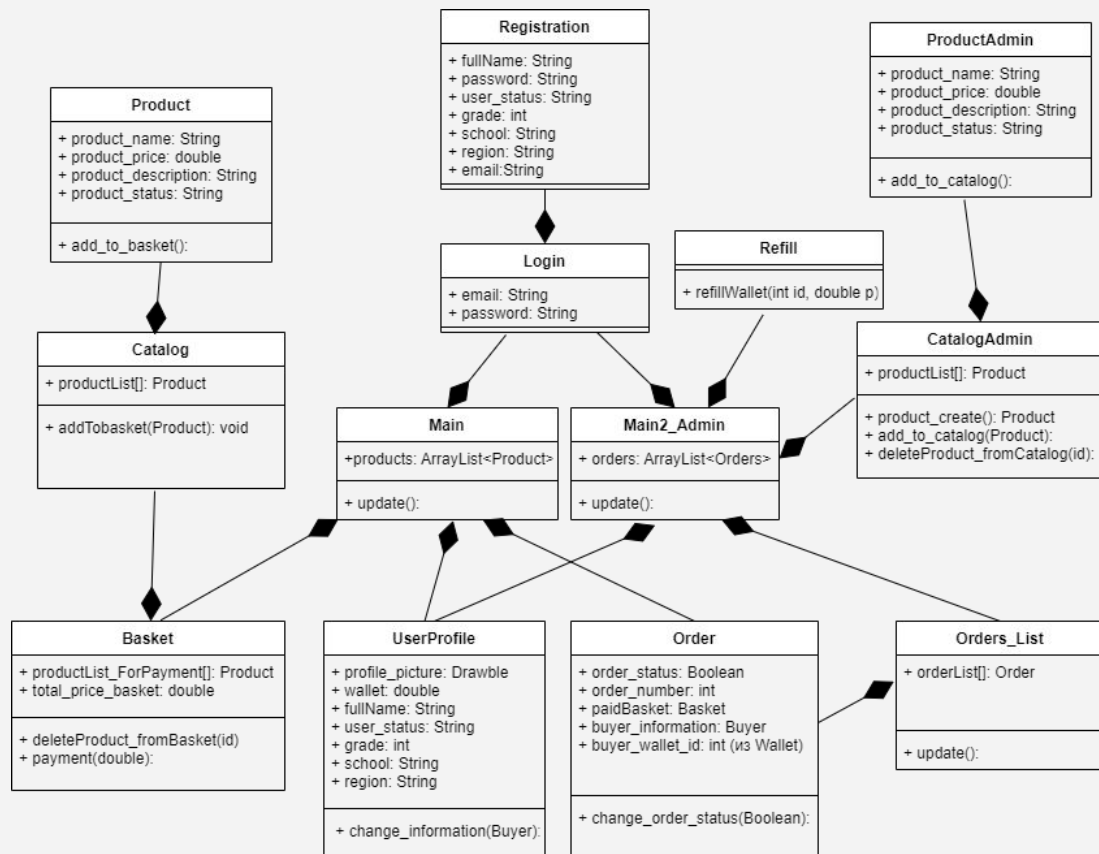 Registration
+ fullName: String
+ password: String
+ user_status: String
+ grade: int
+ school: String
+ region: String
+ email:String
ProductAdmin
+ product_name: String
+ product_price: double
+ product_description: String
+ product_status: String
+ add_to_catalog():
Product
+ product_name: String
+ product_price: double
+ product_description: String
+ product_status: String
+ add_to_basket():
Login
+ email: String
+ password: String
Refill
+ refillWallet(int id, double p)
Catalog
+ productList[]: Product
+ addTobasket(Product): void
CatalogAdmin
+ productList[]: Product
+ product_create(): Product
+ add_to_catalog(Product):
+ deleteProduct_fromCatalog(id):
Main
+products: ArrayList<Product>
+ update():
Main2_Admin
+ orders: ArrayList<Orders>
+ update():
Basket
+ productList_ForPayment[]: Product
+ total_price_basket: double
+ deleteProduct_fromBasket(id)
+ payment(double):
UserProfile
+ profile_picture: Drawble
+ wallet: double
+ fullName: String
+ user_status: String
+ grade: int
+ school: String
+ region: String
+ change_information(Buyer):
Order
+ order_status: Boolean
+ order_number: int
+ paidBasket: Basket
+ buyer_information: Buyer
+ buyer_wallet_id: int (из Wallet)
+ change_order_status(Boolean):
Orders_List
+ orderList[]: Order
+ update():